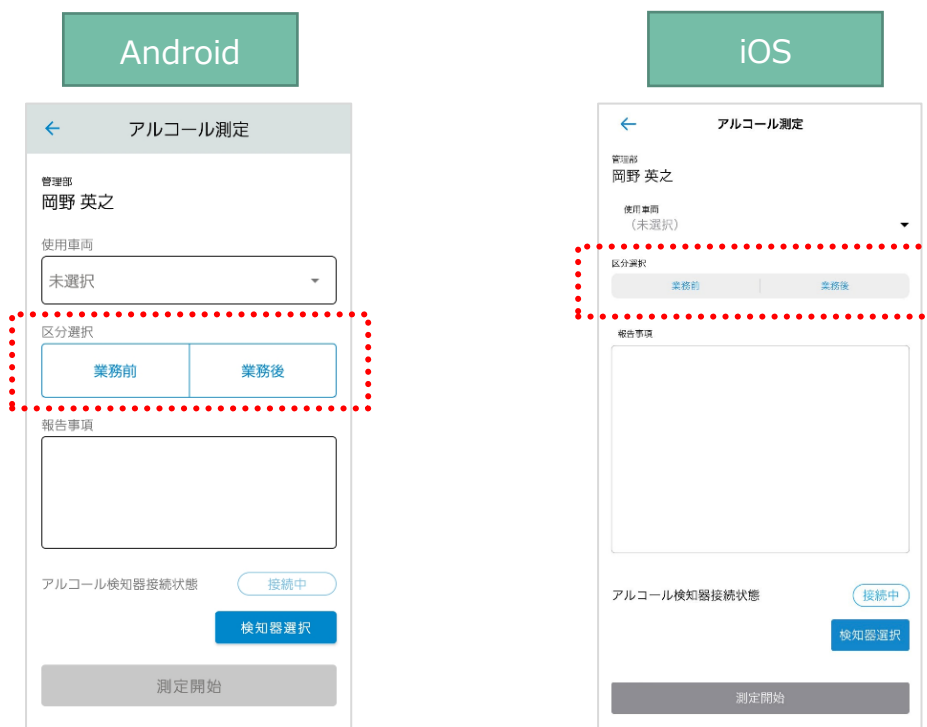 Android
アルコール測定
管理部
岡野 英之
使用車両
未選択
区分選択
業務前 業務後
報告事項
アルコール検知器接続状態 接続中
検知器選択
測定開始
iOS
アルコール測定
管理部
岡野 英之
使用車両
（未選択）
区分選択
業務前 業務後
報告事項
アルコール検知器接続状態 接続中
検知器選択
測定開始